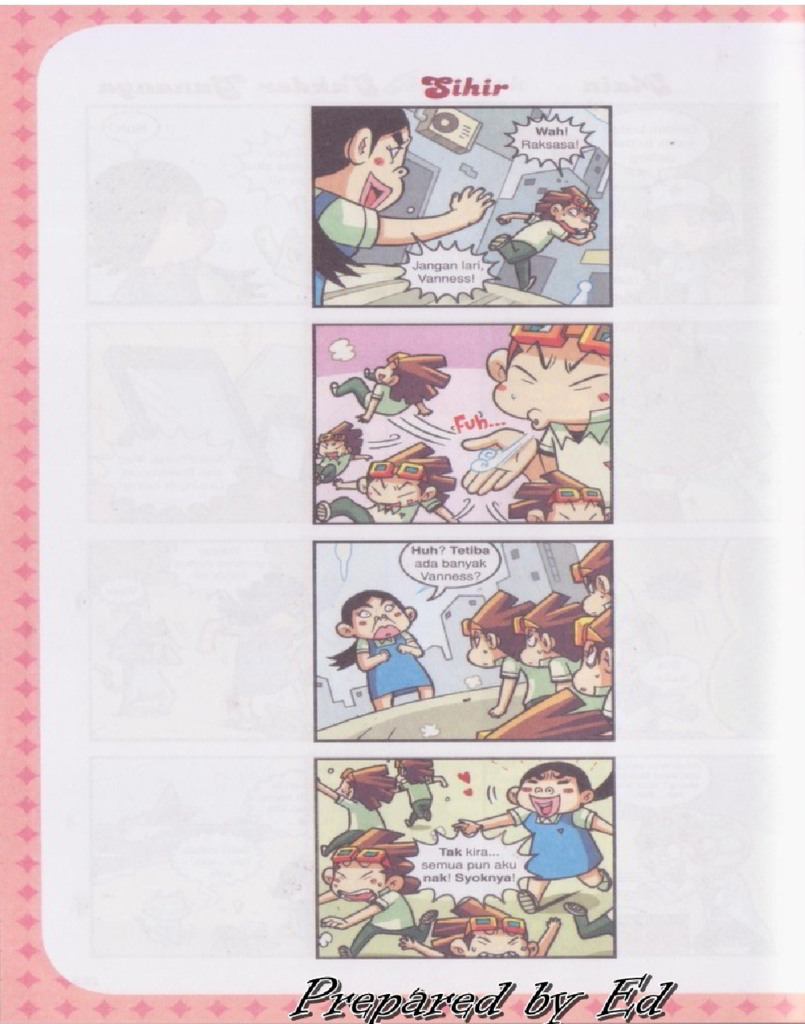 Sihir
Wah!
Raksasa!
Jangan lari,
Vanness!
Fuh...
Huh? Tetiba
ada banyak
Vanness?
Tak kira...
semua pun aku
nak! Syoknya!
Prepared by Ed